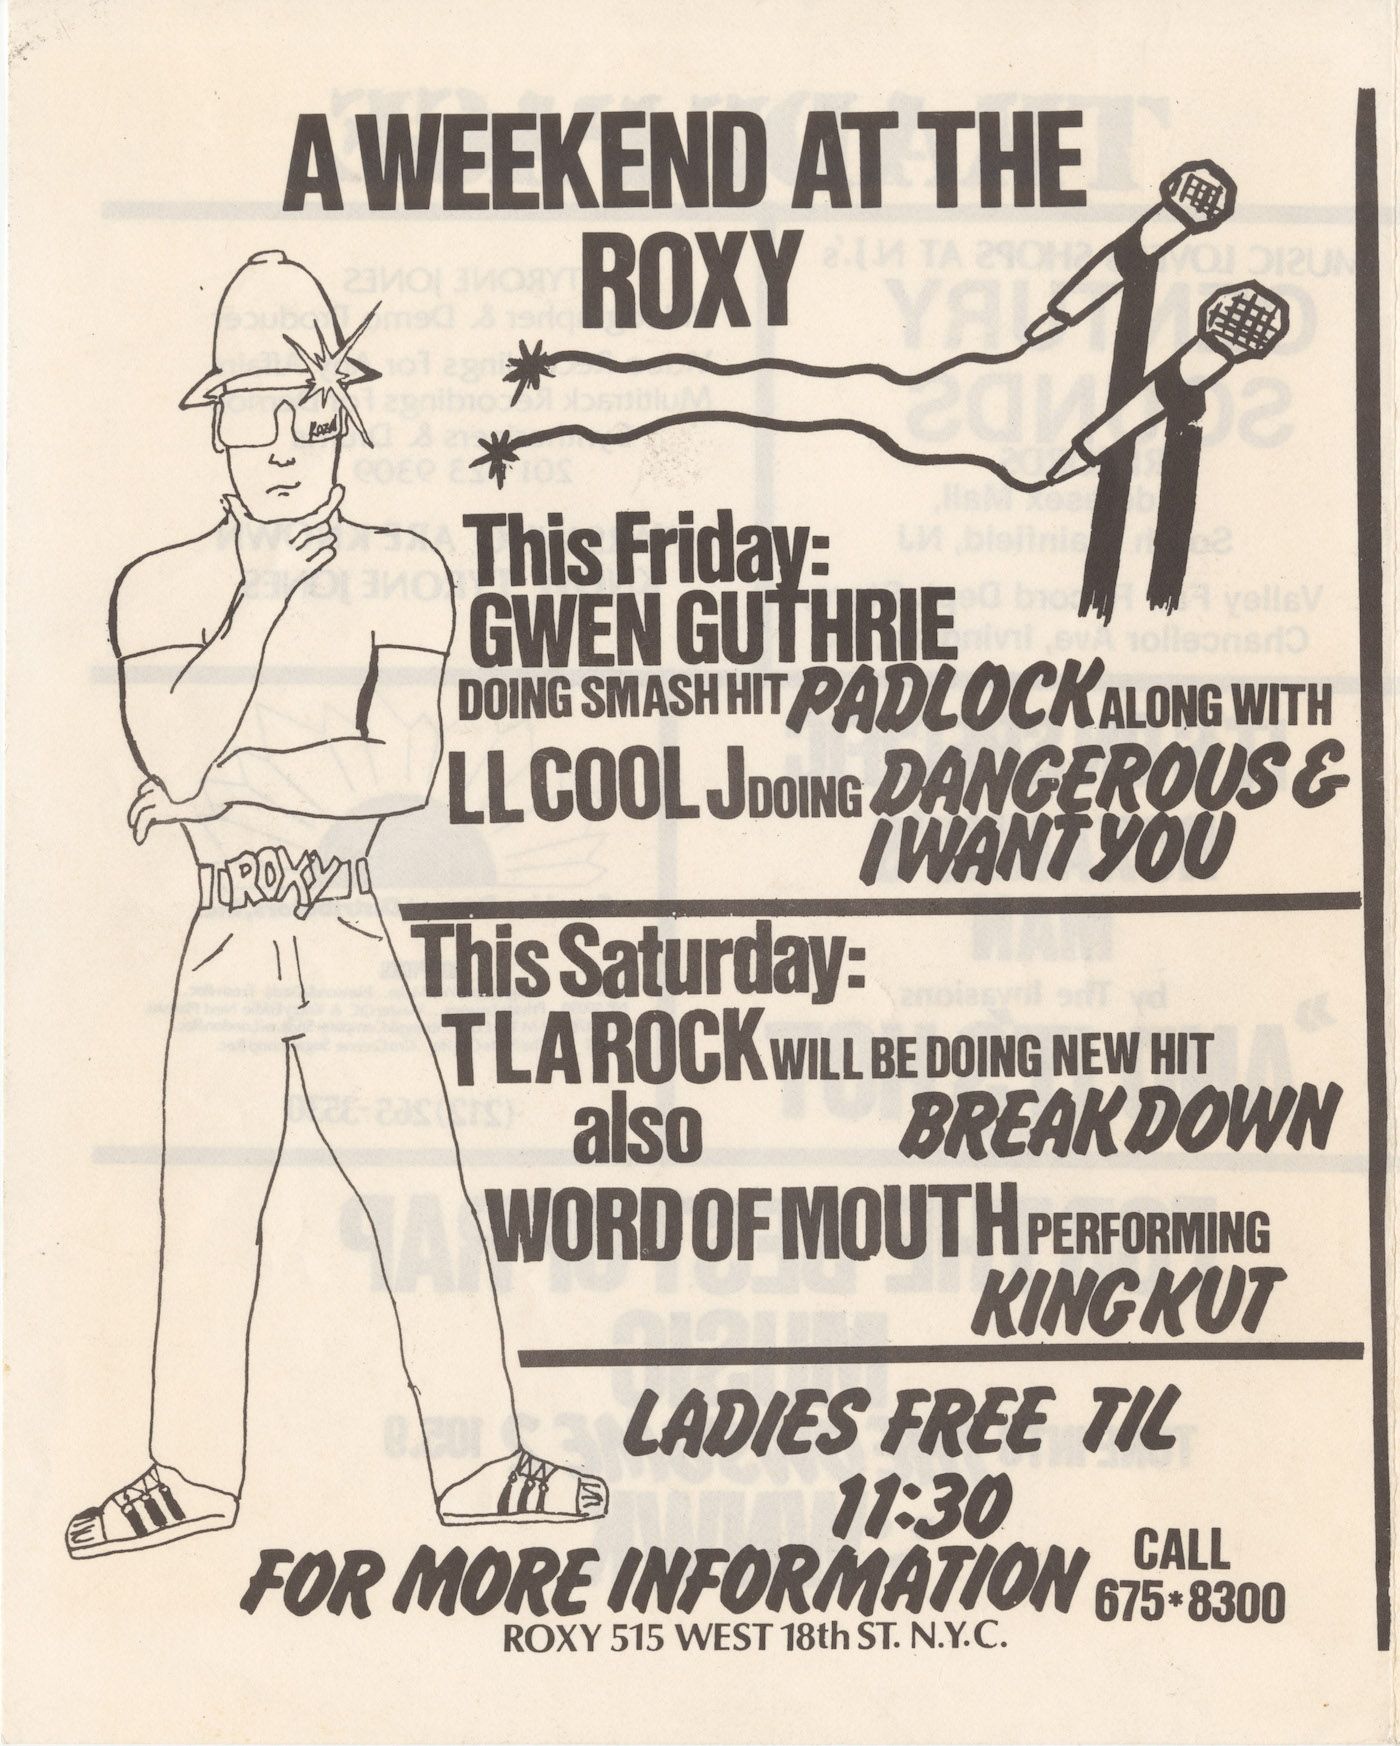 A WEEKEND AT THE
ROXY
This Friday:
GWEN GUTHRIE
DOING SMASH HIT PADLOCK ALONG WITH
LL COOL J DOING DANGEROUS &
I WANT YOU
ROXY
This Saturday:
T LA ROCK WILL BE DOING NEW HIT
also BREAK DOWN
WORD OF MOUTH PERFORMING
KING KUT
LADIES FREE TIL
11:30
FOR MORE INFORMATION CALL
675*8300
ROXY 515 WEST 18th ST. N.Y.C.